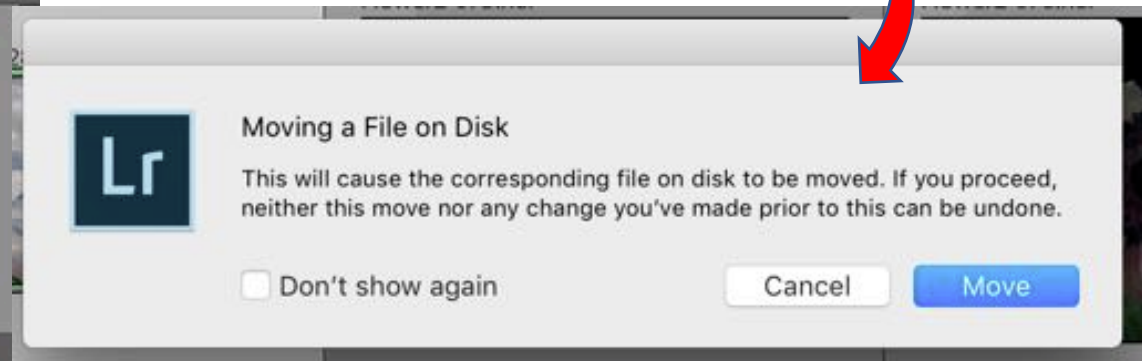 Lr
Moving a File on Disk
This will cause the corresponding file on disk to be moved. If you proceed,
neither this move nor any change you've made prior to this can be undone.
Don't show again
Cancel
Move